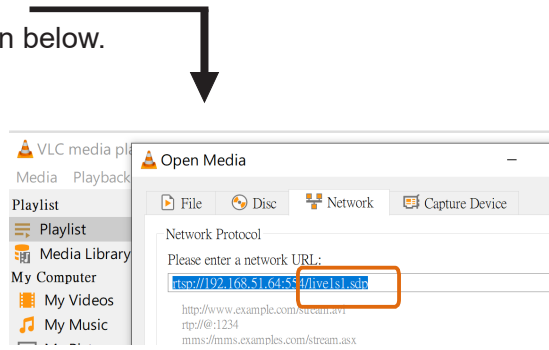 n below.
VLC media pla
Open Media
Media Playback
Playlist
File Disc Network Capture Device
Playlist
Network Protocol
Media Library
Please enter a network URL:
My Computer
rtsp://192.168.51.64:554/live1s1.sdp
My Videos
http://www.example.com/stream.avi
My Music
rtp://@:1234
mms://mms.examples.com/stream.asx